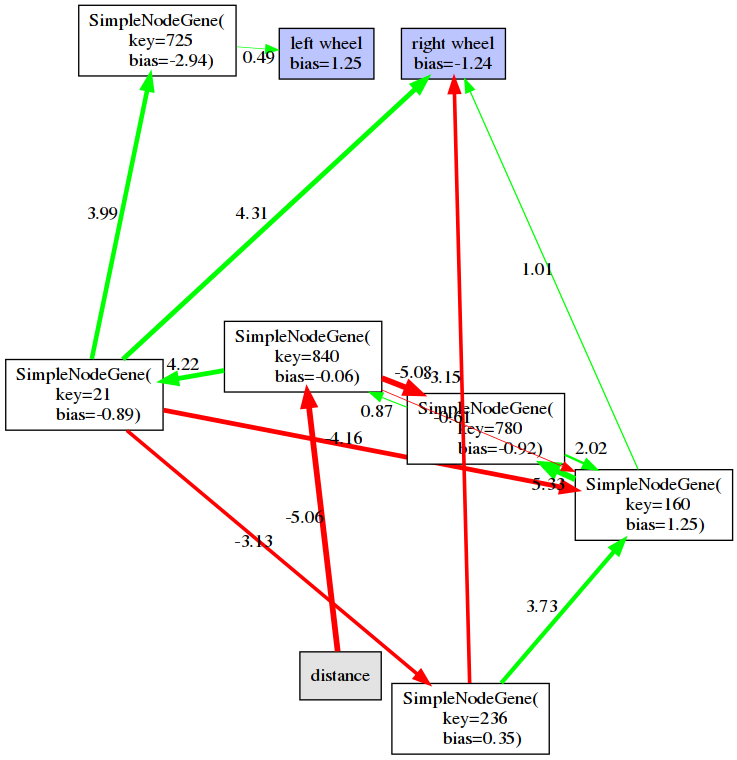 SimpleNodeGene(
key=725
bias=-2.94)
0.49
left wheel
bias=1.25
right wheel
bias=-1.24
3.99
4.31
1.01
SimpleNodeGene(
key=840
bias=-0.06)
4.22
SimpleNodeGene(
key=21
bias=-0.89)
-5.08
-3.15
0.87
-0.61
SimpleNodeGene(
key=780
bias=-0.92)
-4.16
2.02
5.33
SimpleNodeGene(
key=160
bias=1.25)
-5.06
-3.13
3.73
distance
SimpleNodeGene(
key=236
bias=0.35)